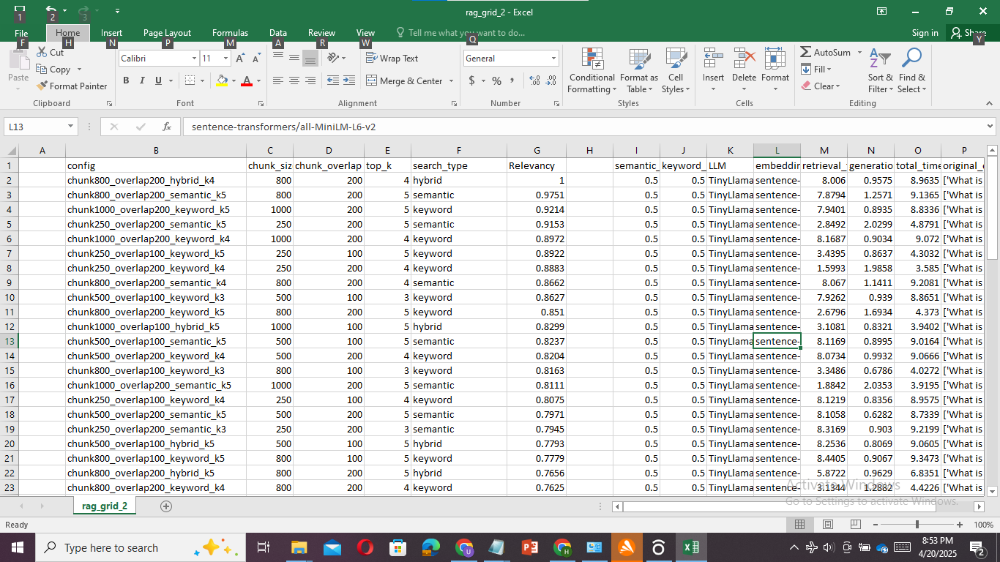 1 2 3 rag_grid_2 - Excel
File Home Insert Page Layout Formulas Data Review View Tell me what you want to do... Sign in Share
F H N P M A R W Q Y
Cut
Copy
Format Painter
Paste
Clipboard
Calibri 11
B I U A
Font
Wrap Text
Merge & Center
Alignment
General
$ % ,
Number
Conditional Formatting
Format as Table
Cell Styles
Styles
Insert Delete Format
Cells
AutoSum
Fill
Clear
Sort & Filter
Find & Select
Editing
L13 fx sentence-transformers/all-MiniLM-L6-v2
A B C D E F G H I J K L M N O P
1 config chunk_siz chunk_overlap top_k search_type Relevancy semantic_ keyword_ LLM embeddin retrieval_ generatio total_time original_
2 chunk800_overlap200_hybrid_k4 800 200 4 hybrid 1 0.5 0.5 TinyLlama sentence- 8.006 0.9575 8.9635 ['What is
3 chunk800_overlap200_semantic_k5 800 200 5 semantic 0.9751 0.5 0.5 TinyLlama sentence- 7.8794 1.2571 9.1365 ['What is
4 chunk1000_overlap200_keyword_k5 1000 200 5 keyword 0.9214 0.5 0.5 TinyLlama sentence- 7.9401 0.8935 8.8336 ['What is
5 chunk250_overlap200_semantic_k5 250 200 5 semantic 0.9153 0.5 0.5 TinyLlama sentence- 2.8492 2.0299 4.8791 ['What is
6 chunk1000_overlap200_keyword_k4 1000 200 4 keyword 0.8972 0.5 0.5 TinyLlama sentence- 8.1687 0.9034 9.072 ['What is
7 chunk250_overlap100_keyword_k5 250 100 5 keyword 0.8922 0.5 0.5 TinyLlama sentence- 3.4395 0.8637 4.3032 ['What is
8 chunk250_overlap200_keyword_k4 250 200 4 keyword 0.8883 0.5 0.5 TinyLlama sentence- 1.5993 1.9858 3.585 ['What is
9 chunk800_overlap200_semantic_k4 800 200 4 semantic 0.8662 0.5 0.5 TinyLlama sentence- 8.067 1.1411 9.2081 ['What is
10 chunk500_overlap100_keyword_k3 500 100 3 keyword 0.8627 0.5 0.5 TinyLlama sentence- 7.9262 0.939 8.8651 ['What is
11 chunk800_overlap200_keyword_k5 800 200 5 keyword 0.851 0.5 0.5 TinyLlama sentence- 2.6796 1.6934 4.373 ['What is
12 chunk1000_overlap100_hybrid_k5 1000 100 5 hybrid 0.8299 0.5 0.5 TinyLlama sentence- 3.1081 0.8321 3.9402 ['What is
13 chunk500_overlap100_semantic_k5 500 100 5 semantic 0.8237 0.5 0.5 TinyLlama sentence- 8.1169 0.8995 9.0164 ['What is
14 chunk500_overlap200_keyword_k4 500 200 4 keyword 0.8204 0.5 0.5 TinyLlama sentence- 8.0734 0.9932 9.0666 ['What is
15 chunk800_overlap100_keyword_k3 800 100 3 keyword 0.8163 0.5 0.5 TinyLlama sentence- 3.3486 0.6786 4.0272 ['What is
16 chunk1000_overlap200_semantic_k5 1000 200 5 semantic 0.8111 0.5 0.5 TinyLlama sentence- 1.8842 2.0353 3.9195 ['What is
17 chunk250_overlap100_keyword_k4 250 100 4 keyword 0.8075 0.5 0.5 TinyLlama sentence- 8.1219 0.8356 8.9575 ['What is
18 chunk500_overlap200_semantic_k5 500 200 5 semantic 0.7971 0.5 0.5 TinyLlama sentence- 8.1058 0.6282 8.7339 ['What is
19 chunk250_overlap200_semantic_k3 250 200 3 semantic 0.7945 0.5 0.5 TinyLlama sentence- 8.3169 0.903 9.2199 ['What is
20 chunk500_overlap100_hybrid_k5 500 100 5 hybrid 0.7793 0.5 0.5 TinyLlama sentence- 8.2536 0.8069 9.0605 ['What is
21 chunk800_overlap100_keyword_k5 800 100 5 keyword 0.7779 0.5 0.5 TinyLlama sentence- 8.4405 0.9067 9.3473 ['What is
22 chunk800_overlap200_hybrid_k5 800 200 5 hybrid 0.7656 0.5 0.5 TinyLlama sentence- 5.8722 0.9629 6.8351 ['What is
23 chunk800_overlap200_keyword_k4 800 200 4 keyword 0.7625 0.5 0.5 TinyLlama sentence- 3.1344 1.2882 4.4226 ['What is
Activate Windows
Go to Settings to activate Windows.
rag_grid_2
Ready 100%
Type here to search
8:53 PM
4/20/2025
2